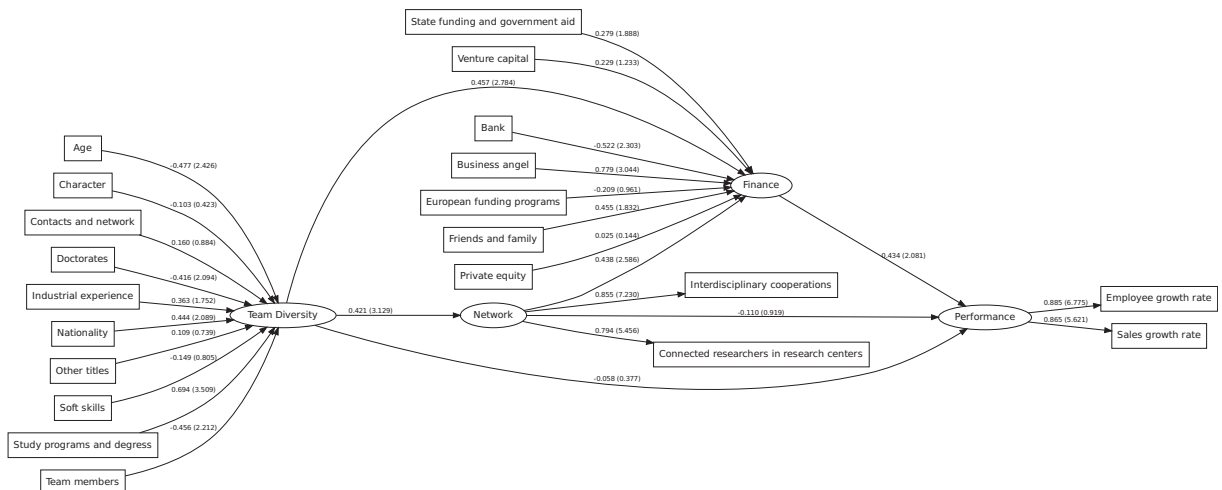 State funding and government aid
0.279 (1.888)
Venture capital
0.229 (1.233)
0.457 (2.784)
Bank
-0.522 (2.303)
Business angel
0.779 (3.044)
European funding programs
-0.209 (0.961)
Friends and family
0.455 (1.832)
Private equity
0.025 (0.144)
0.438 (2.586)
Finance
Age
-0.477 (2.426)
Character
-0.103 (0.423)
Contacts and network
0.160 (0.884)
Doctorates
-0.416 (2.094)
Industrial experience
0.363 (1.752)
Nationality
0.444 (2.089)
Other titles
0.109 (0.739)
Soft skills
-0.149 (0.805)
Study programs and degress
0.694 (3.509)
Team members
-0.456 (2.212)
Team Diversity
0.421 (3.129)
Network
0.855 (7.230)
Interdisciplinary cooperations
-0.110 (0.919)
0.794 (5.456)
Connected researchers in research centers
-0.058 (0.377)
0.434 (2.081)
Performance
0.885 (6.775)
Employee growth rate
0.865 (5.621)
Sales growth rate